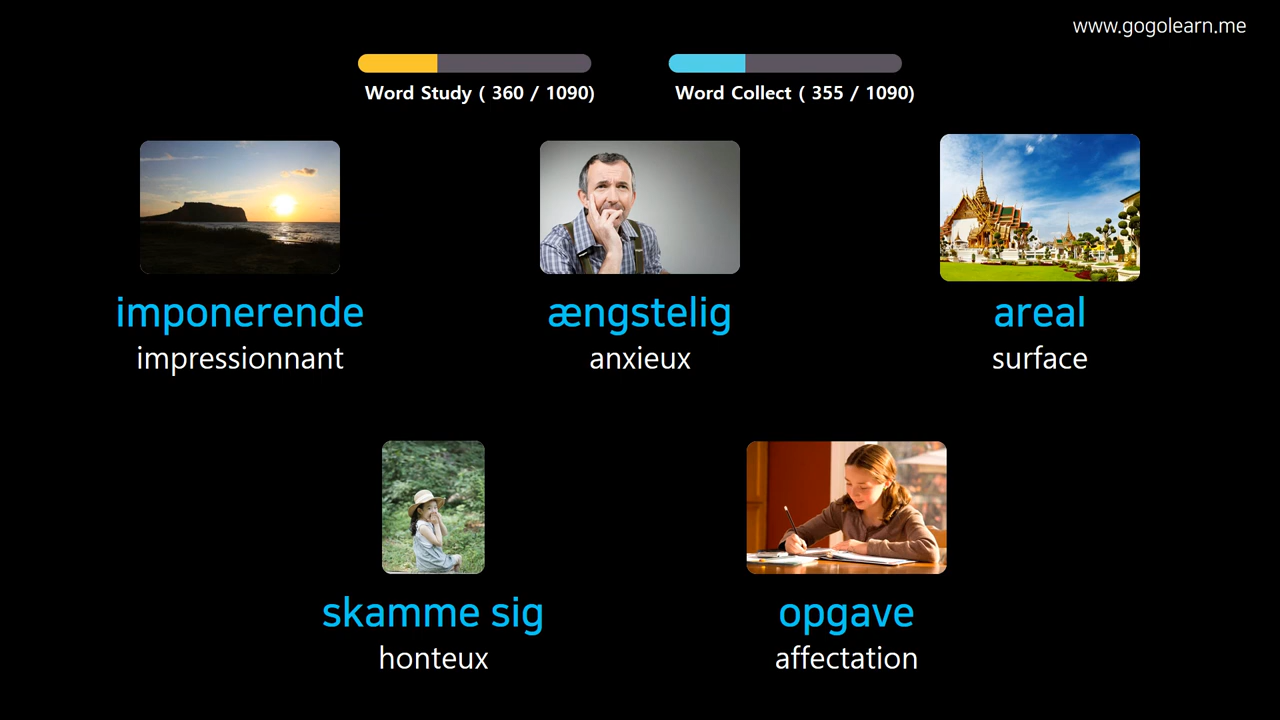 www.gogolearn.me
Word Study ( 360 / 1090)
Word Collect ( 355 / 1090)
imponerende
impressionnant
ængstelig
anxieux
areal
surface
skamme sig
honteux
opgave
affectation